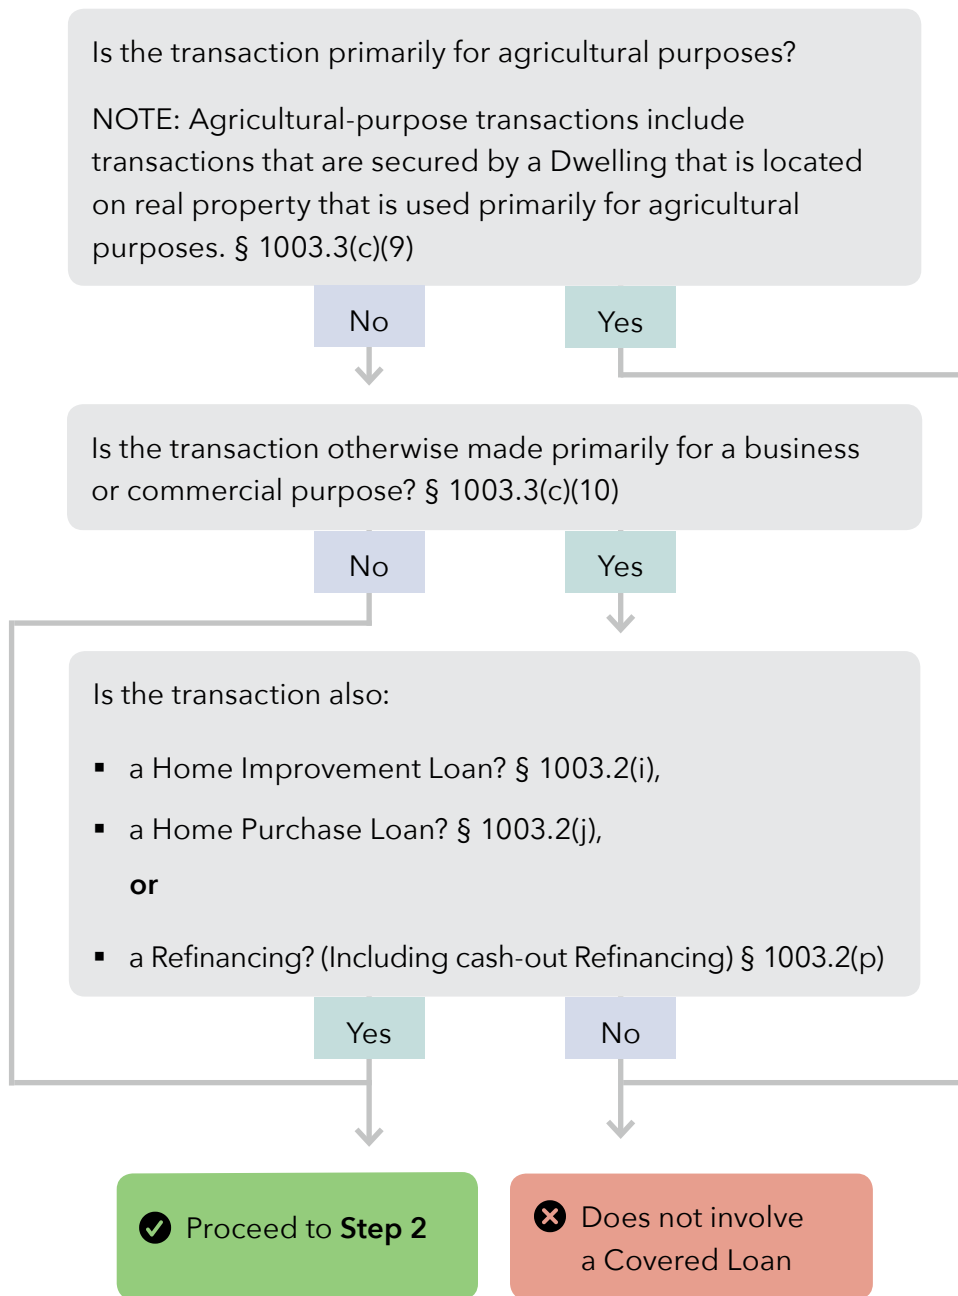 Is the transaction primarily for agricultural purposes?
NOTE: Agricultural-purpose transactions include
transactions that are secured by a Dwelling that is located
on real property that is used primarily for agricultural
purposes. § 1003.3(c)(9)
No
Yes
Is the transaction otherwise made primarily for a business
or commercial purpose? § 1003.3(c)(10)
No
Yes
Is the transaction also:
▪ a Home Improvement Loan? § 1003.2(i),
▪ a Home Purchase Loan? § 1003.2(j),
or
▪ a Refinancing? (Including cash-out Refinancing) § 1003.2(p)
Yes
No
Proceed to Step 2
Does not involve
a Covered Loan